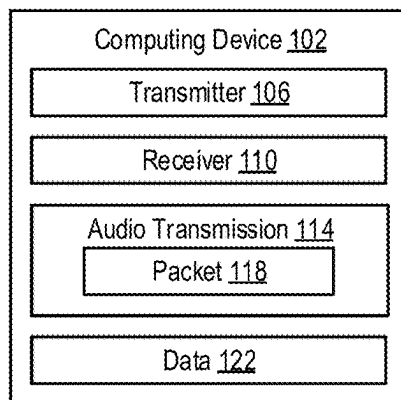 Computing Device 102
Transmitter 106
Receiver 110
Audio Transmission 114
Packet 118
Data 122